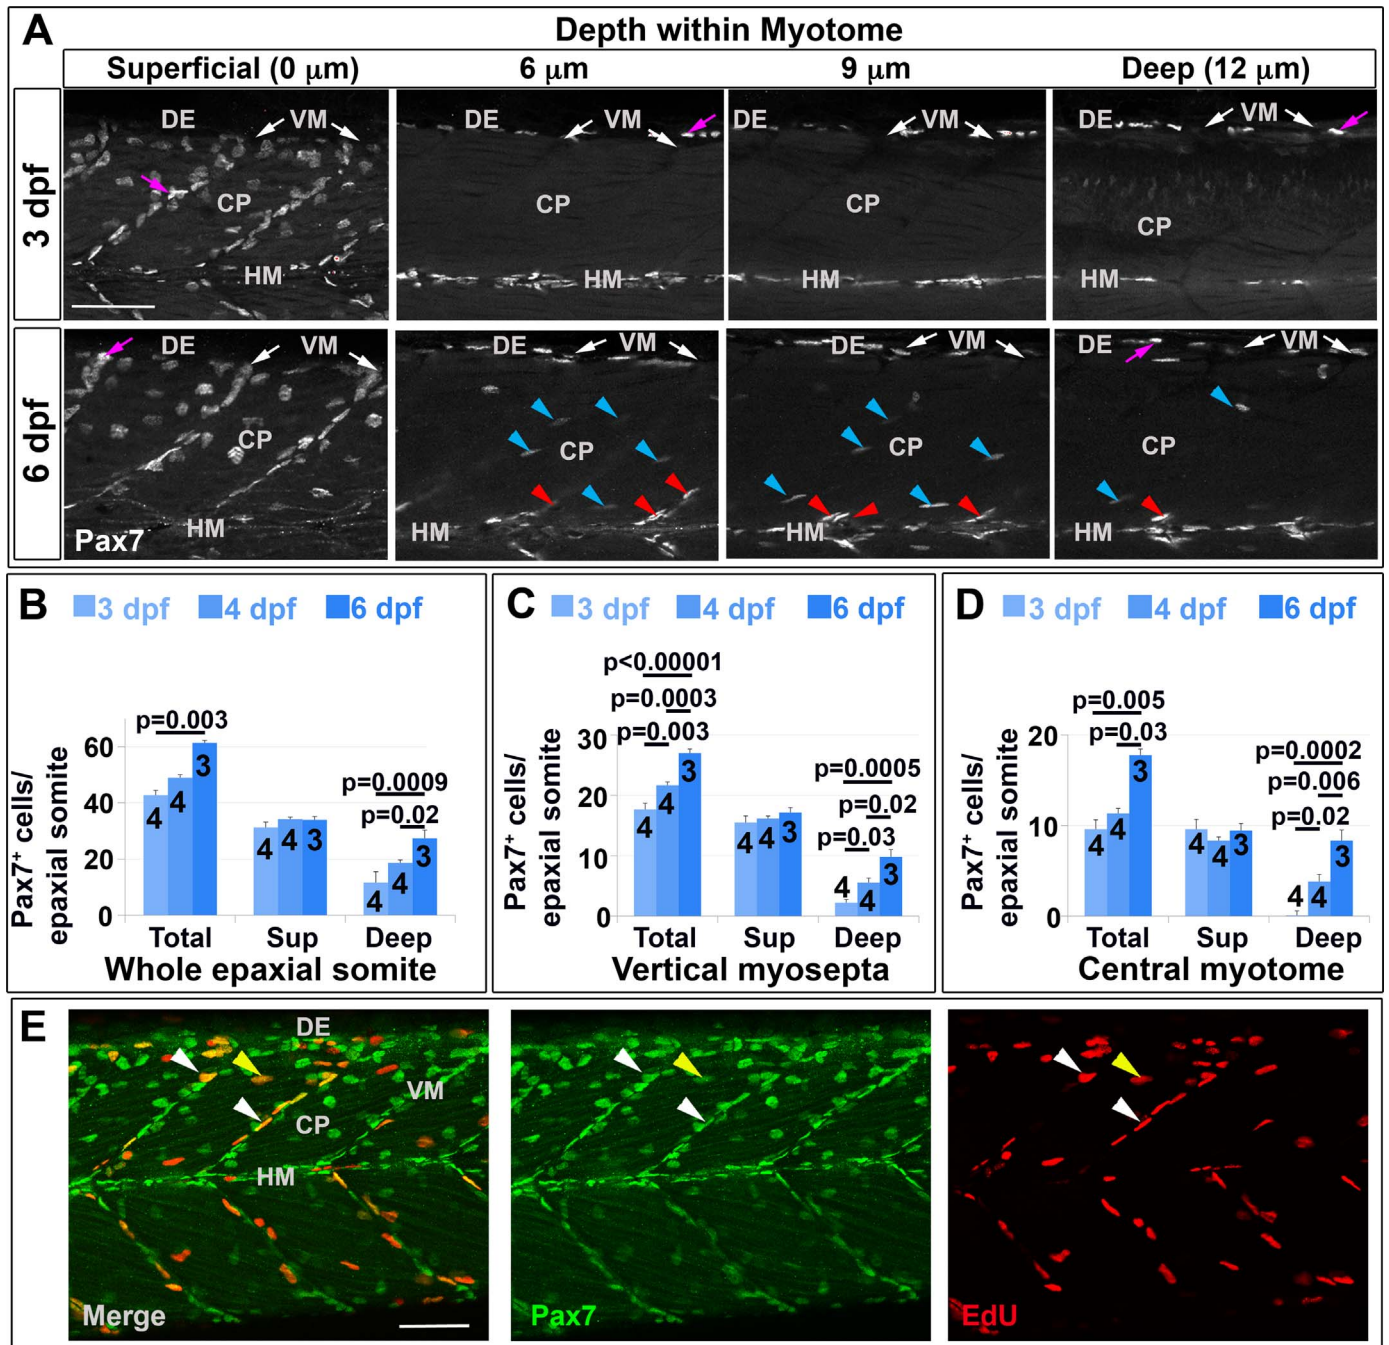 A
Depth within Myotome
Superficial (0 μm) 6 μm 9 μm Deep (12 μm)
3 dpf
DE VM DE VM DE VM DE VM
CP CP CP CP
HM HM HM HM
6 dpf
DE VM DE VM DE VM DE VM
CP CP CP CP
HM HM HM HM
Pax7
B 3 dpf 4 dpf 6 dpf
Pax7⁺ cells/
epaxial somite
p=0.003
p=0.0009
p=0.02
60
40
20
0
4 4 3 4 4 3 4 4 3
Total Sup Deep
Whole epaxial somite
C 3 dpf 4 dpf 6 dpf
Pax7⁺ cells/
epaxial somite
p<0.00001
p=0.0003
p=0.003
p=0.0005
p=0.02
p=0.03
30
20
10
0
4 4 3 4 4 3 4 4 3
Total Sup Deep
Vertical myosepta
D 3 dpf 4 dpf 6 dpf
Pax7⁺ cells/
epaxial somite
p=0.005
p=0.03
p=0.0002
p=0.006
p=0.02
20
10
0
4 4 3 4 4 3 4 4 3
Total Sup Deep
Central myotome
E
DE
VM
CP
HM
Merge Pax7 EdU